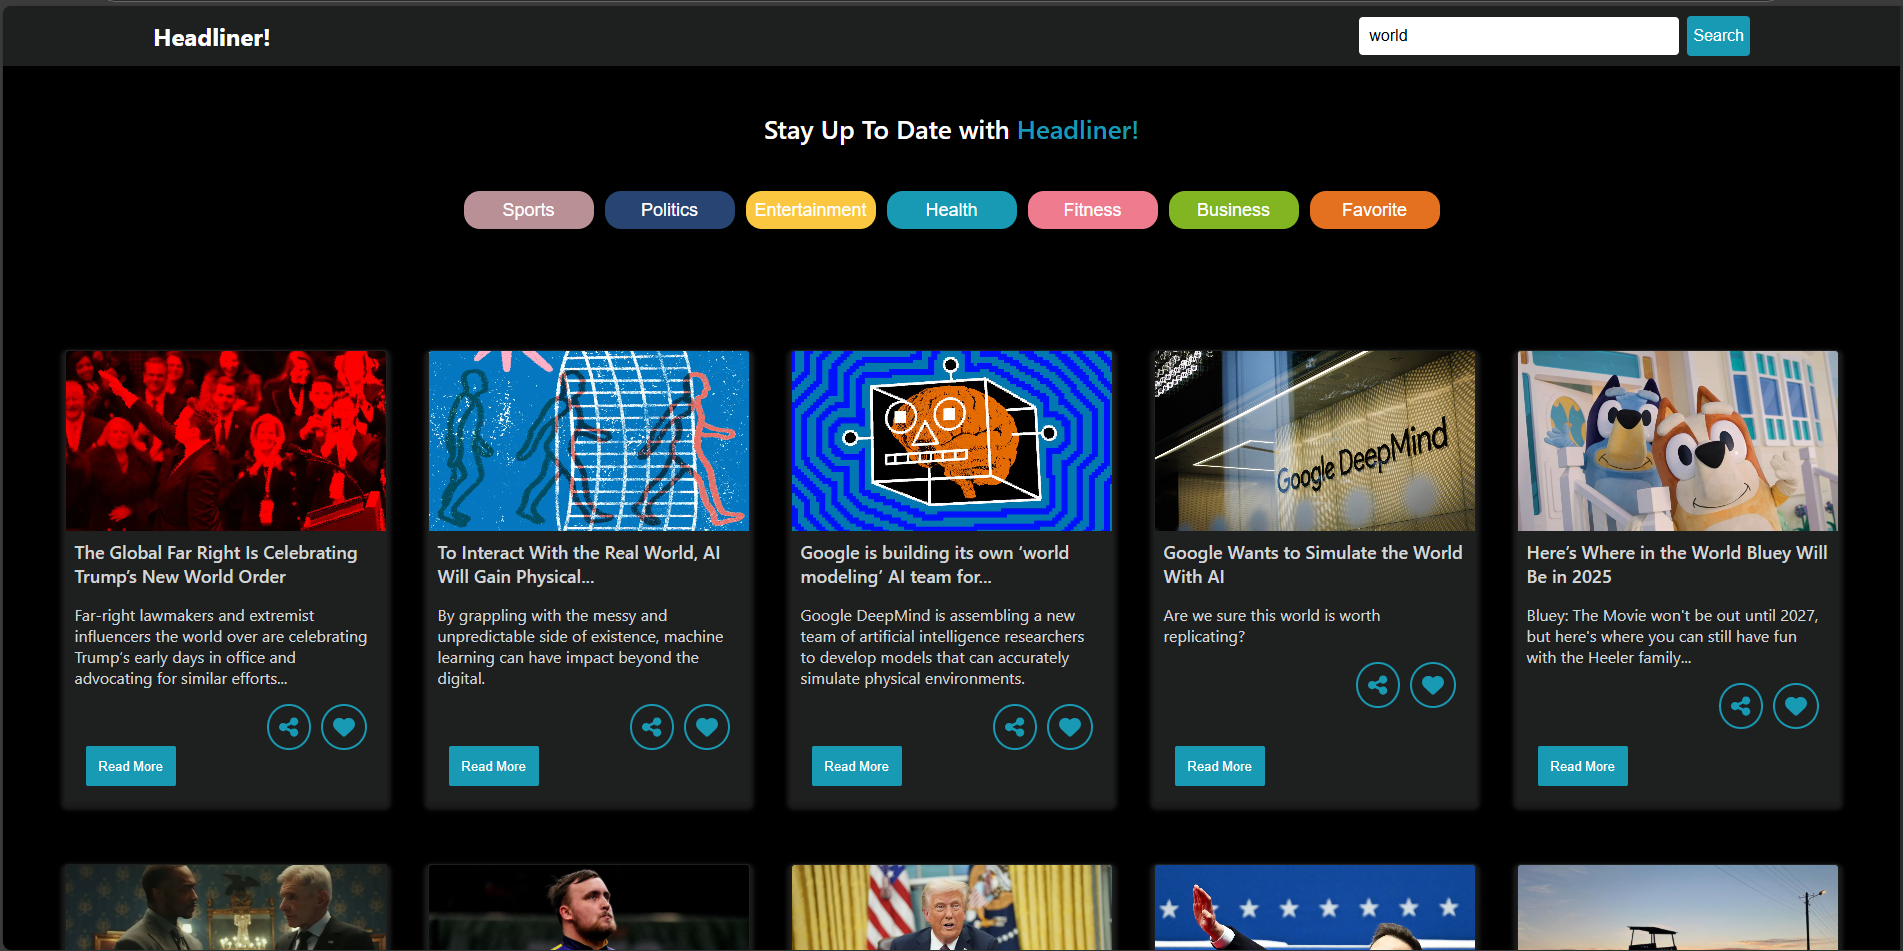 Headliner!
world
Search
Stay Up To Date with Headliner!
Sports
Politics
Entertainment
Health
Fitness
Business
Favorite
The Global Far Right Is Celebrating
Trump’s New World Order
Far-right lawmakers and extremist
influencers the world over are celebrating
Trump’s early days in office and
advocating for similar efforts...
Read More
To Interact With the Real World, AI
Will Gain Physical...
By grappling with the messy and
unpredictable side of existence, machine
learning can have impact beyond the
digital.
Read More
Google is building its own ‘world
modeling’ AI team for...
Google DeepMind is assembling a new
team of artificial intelligence researchers
to develop models that can accurately
simulate physical environments.
Read More
Google DeepMind
Google Wants to Simulate the World
With AI
Are we sure this world is worth
replicating?
Read More
Here’s Where in the World Bluey Will
Be in 2025
Bluey: The Movie won't be out until 2027,
but here's where you can still have fun
with the Heeler family...
Read More